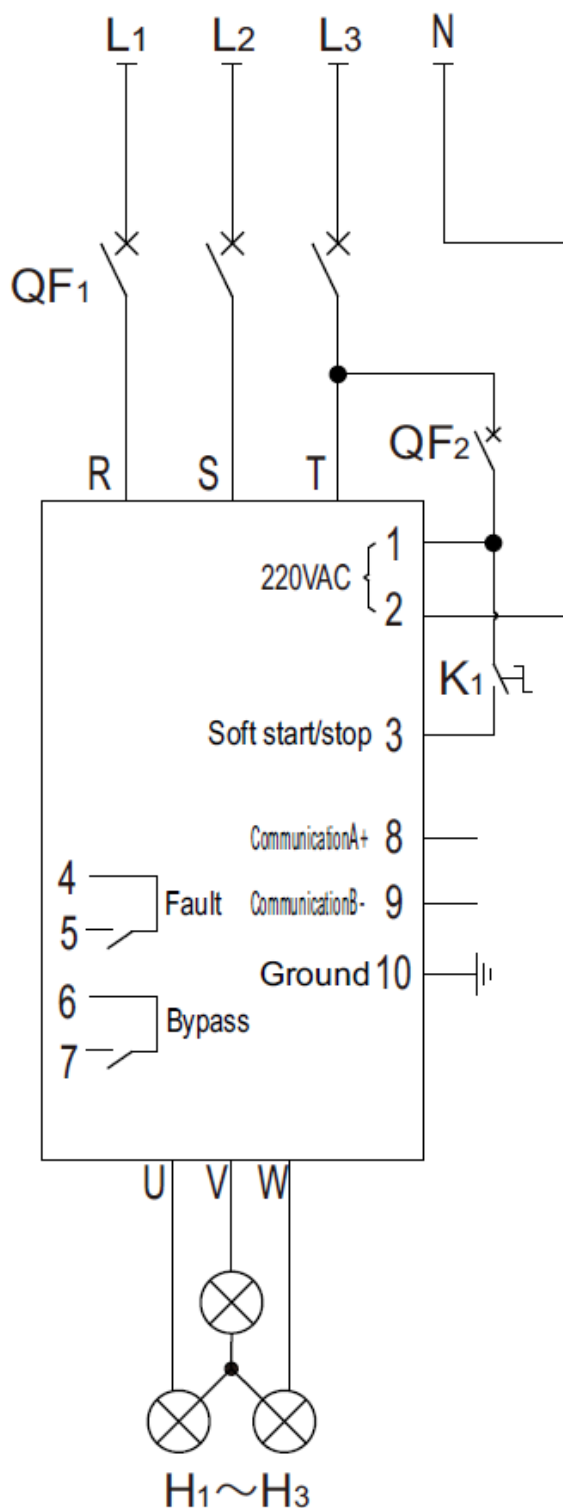 L1 L2 L3 N
QF1
QF2
R S T
1
220VAC
2
K1
Soft start/stop 3
CommunicationA+ 8
4
Fault
CommunicationB- 9
5
Ground 10
6
Bypass
7
U V W
H1～H3